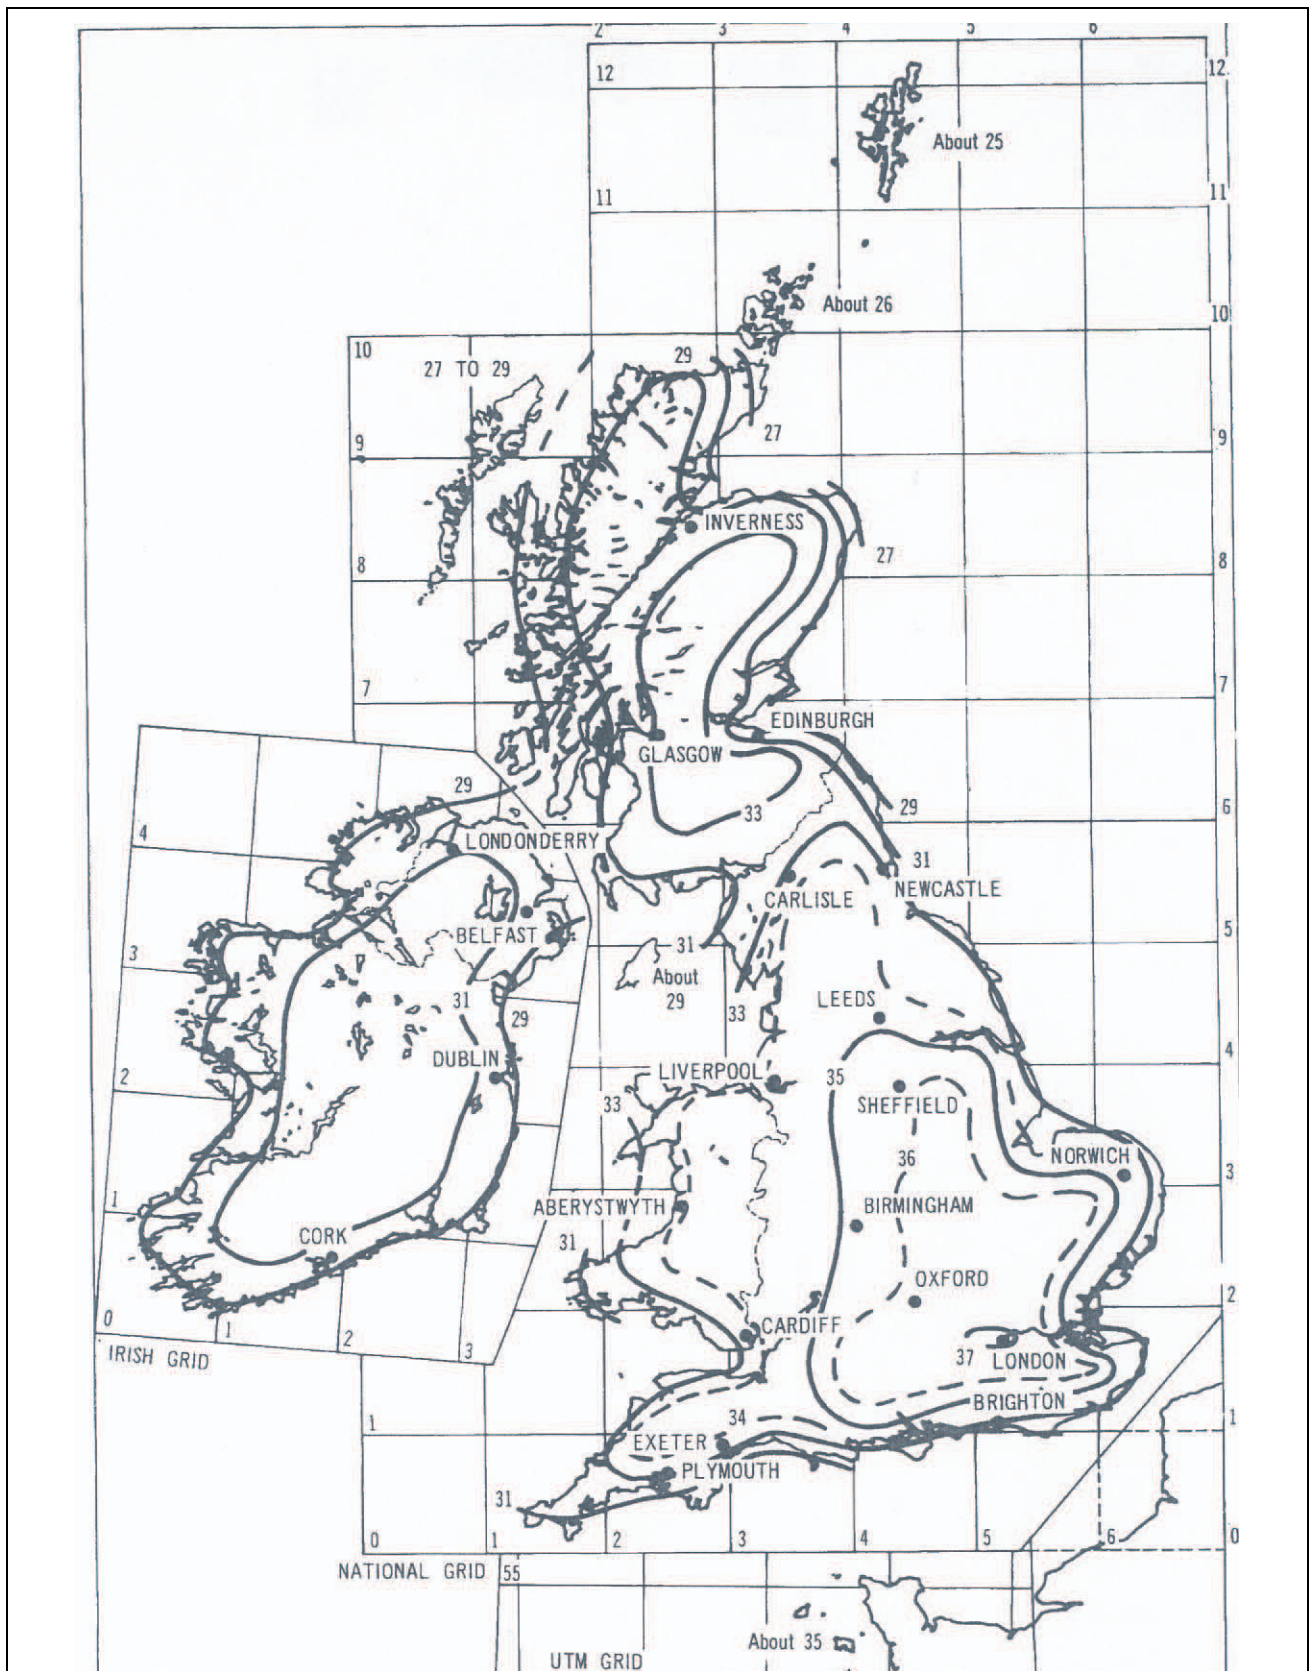 2 3 4 5 6
12 12
About 25
11 11
About 26
10 10
27 TO 29
29
27
9 9
INVERNESS
27
8 8
7 7
EDINBURGH
GLASGOW
29
33
29
6
4
LONDONDERRY
31
CARLISLE
NEWCASTLE
BELFAST
3
31
5
About
29
LEEDS
31
29
33
DUBLIN
4
2
LIVERPOOL
35
SHEFFIELD
33
NORWICH
36
3
1
ABERYSTWYTH
BIRMINGHAM
CORK
31
OXFORD
2
0
1
2
3
CARDIFF
IRISH GRID
37 LONDON
BRIGHTON
1 34 1
EXETER
PLYMOUTH
31
0 1 2 3 4 5 6 0
NATIONAL GRID 55
About 35
UTM GRID